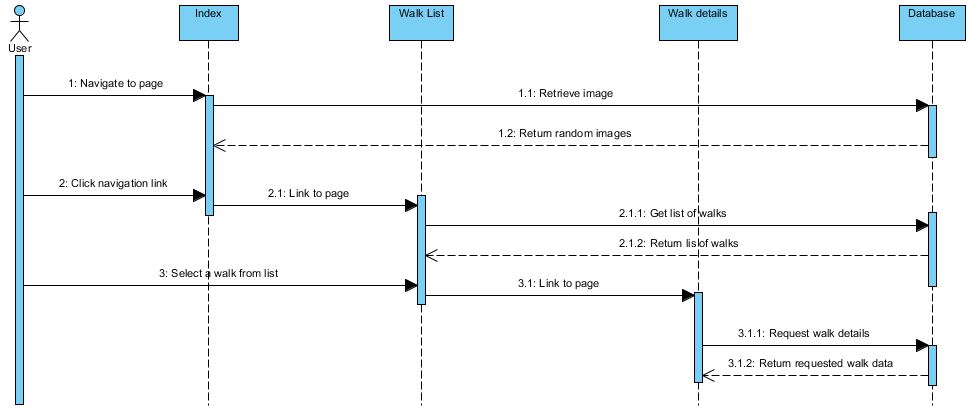 Index
Walk List
Walk details
Database
User
1: Navigate to page
1.1: Retrieve image
1.2: Return random images
2: Click navigation link
2.1: Link to page
2.1.1: Get list of walks
2.1.2: Return lis of walks
3: Select a walk from list
3.1: Link to page
3.1.1: Request walk details
3.1.2: Return requested walk data